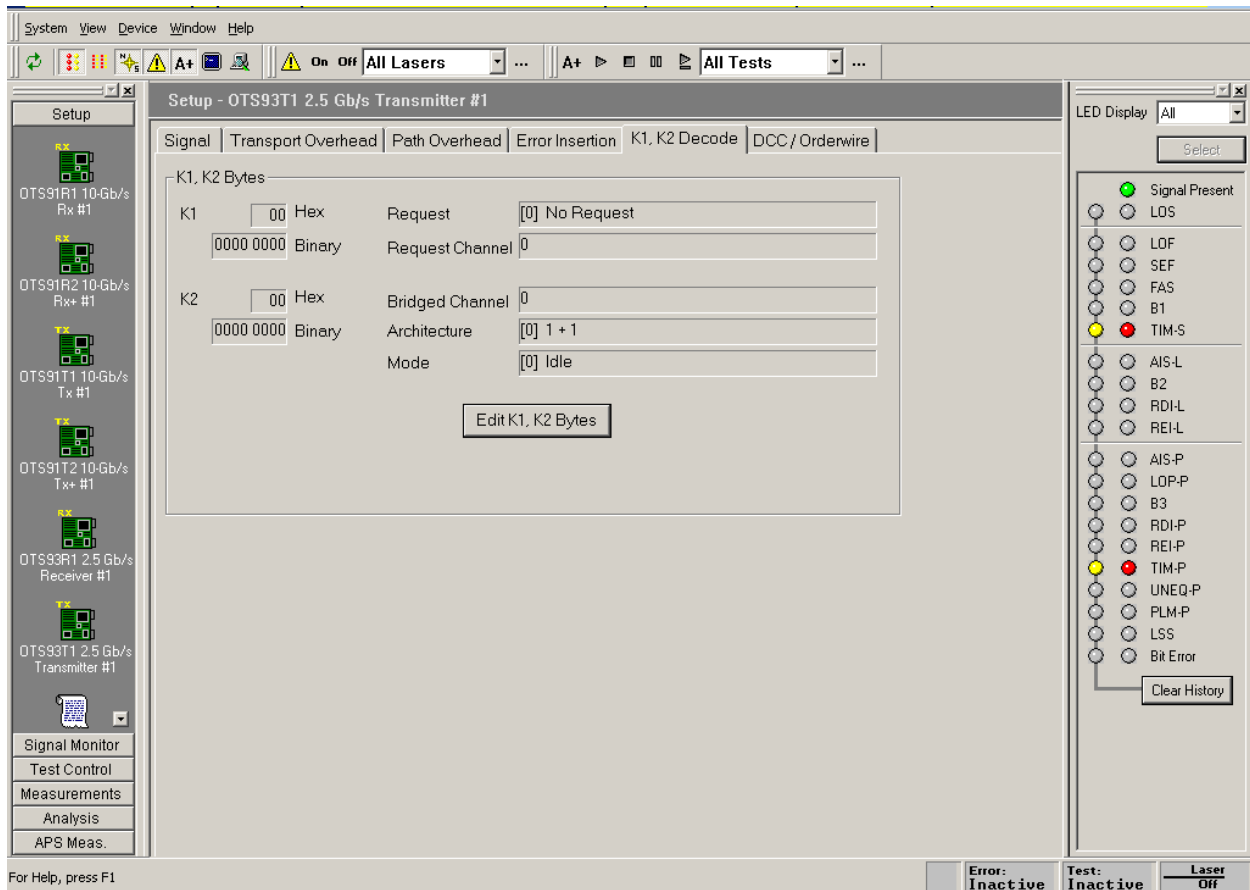 System View Device Window Help
A+ On Off All Lasers ... A+ All Tests ...
Setup
RX
OTS91R1 10-Gb/s
Rx #1
RX
OTS91R2 10-Gb/s
Rx+ #1
TX
OTS91T1 10-Gb/s
Tx #1
TX
OTS91T2 10-Gb/s
Tx+ #1
RX
OTS93R1 2.5 Gb/s
Receiver #1
TX
OTS93T1 2.5 Gb/s
Transmitter #1
Signal Monitor
Test Control
Measurements
Analysis
APS Meas.
Setup - OTS93T1 2.5 Gb/s Transmitter #1
Signal Transport Overhead Path Overhead Error Insertion K1, K2 Decode DCC / Orderwire
K1, K2 Bytes
K1 00 Hex Request [0] No Request
0000 0000 Binary Request Channel 0
K2 00 Hex Bridged Channel 0
0000 0000 Binary Architecture [0] 1 + 1
Mode [0] Idle
Edit K1, K2 Bytes
LED Display All
Select
Signal Present
LOS
LOF
SEF
FAS
B1
TIM-S
AIS-L
B2
RDI-L
REI-L
AIS-P
LOP-P
B3
RDI-P
REI-P
TIM-P
UNEQ-P
PLM-P
LSS
Bit Error
Clear History
For Help, press F1
Error: Test: Laser
Inactive Inactive Off